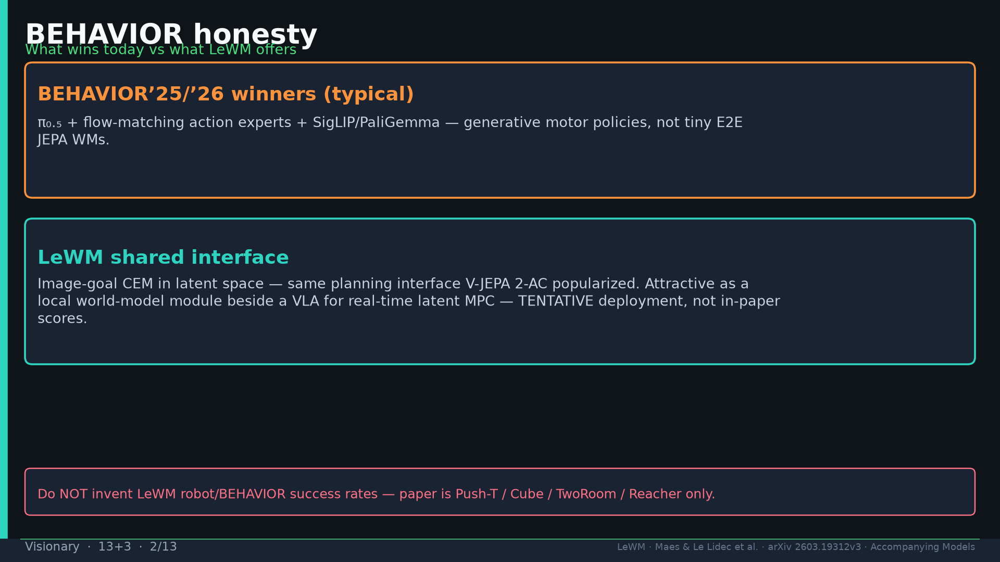 BEHAVIOR honesty
What wins today vs what LeWM offers
BEHAVIOR’25/’26 winners (typical)
π₀.₅ + flow-matching action experts + SigLIP/PaliGemma — generative motor policies, not tiny E2E
JEPA WMs.
LeWM shared interface
Image-goal CEM in latent space — same planning interface V-JEPA 2-AC popularized. Attractive as a
local world-model module beside a VLA for real-time latent MPC — TENTATIVE deployment, not in-paper
scores.
Do NOT invent LeWM robot/BEHAVIOR success rates — paper is Push-T / Cube / TwoRoom / Reacher only.
Visionary · 13+3 · 2/13
LeWM · Maes & Le Lidec et al. · arXiv 2603.19312v3 · Accompanying Models